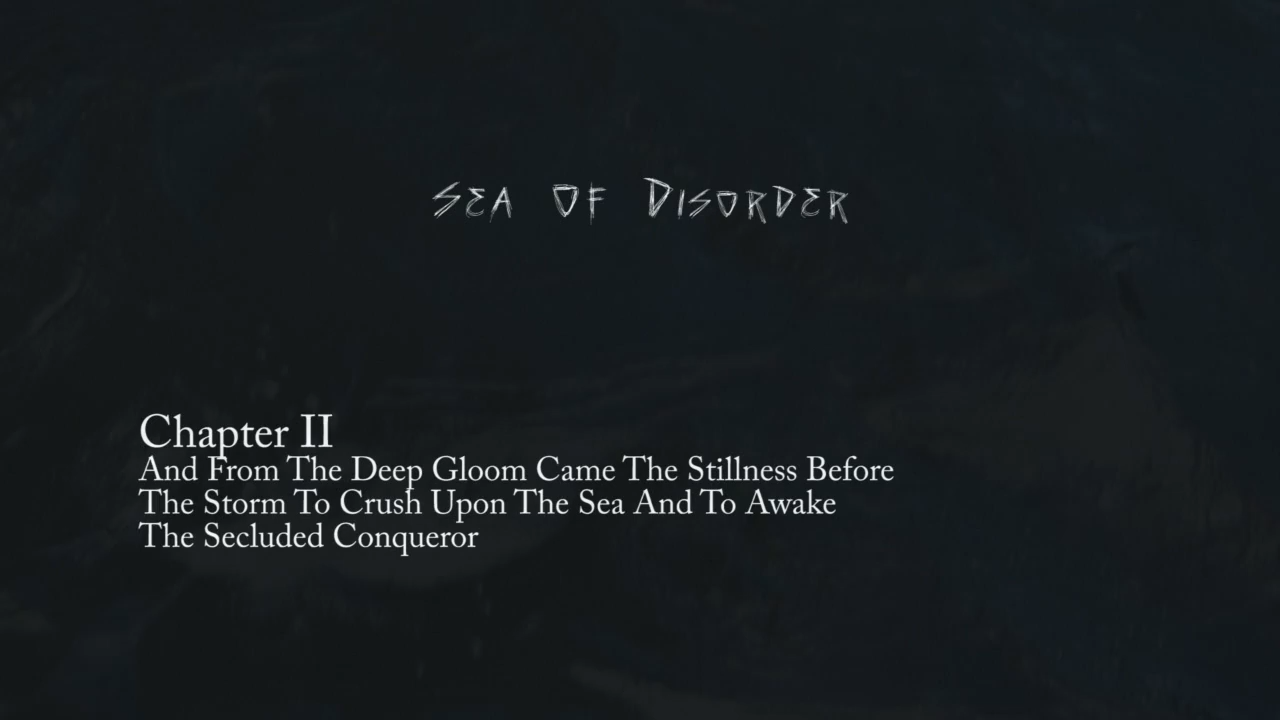 Sea of Disorder
Chapter II
And From The Deep Gloom Came The Stillness Before
The Storm To Crush Upon The Sea And To Awake
The Secluded Conqueror